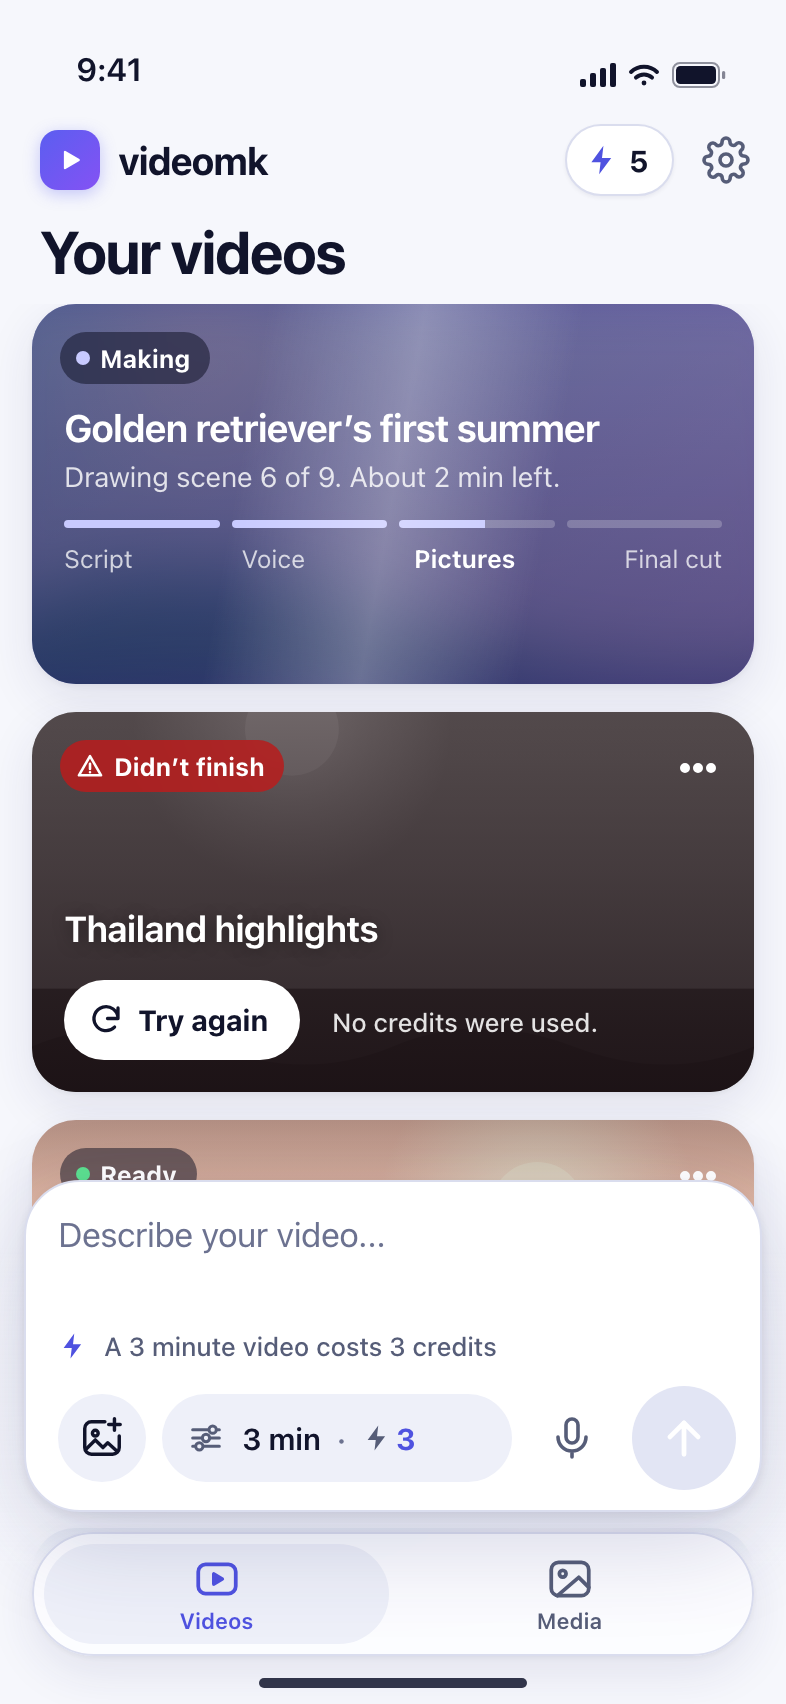 9:41
videomk
5
Your videos
Making
Golden retriever’s first summer
Drawing scene 6 of 9. About 2 min left.
Script Voice Pictures Final cut
Didn’t finish
Thailand highlights
Try again No credits were used.
Ready
Describe your video...
A 3 minute video costs 3 credits
3 min · 3
Videos Media